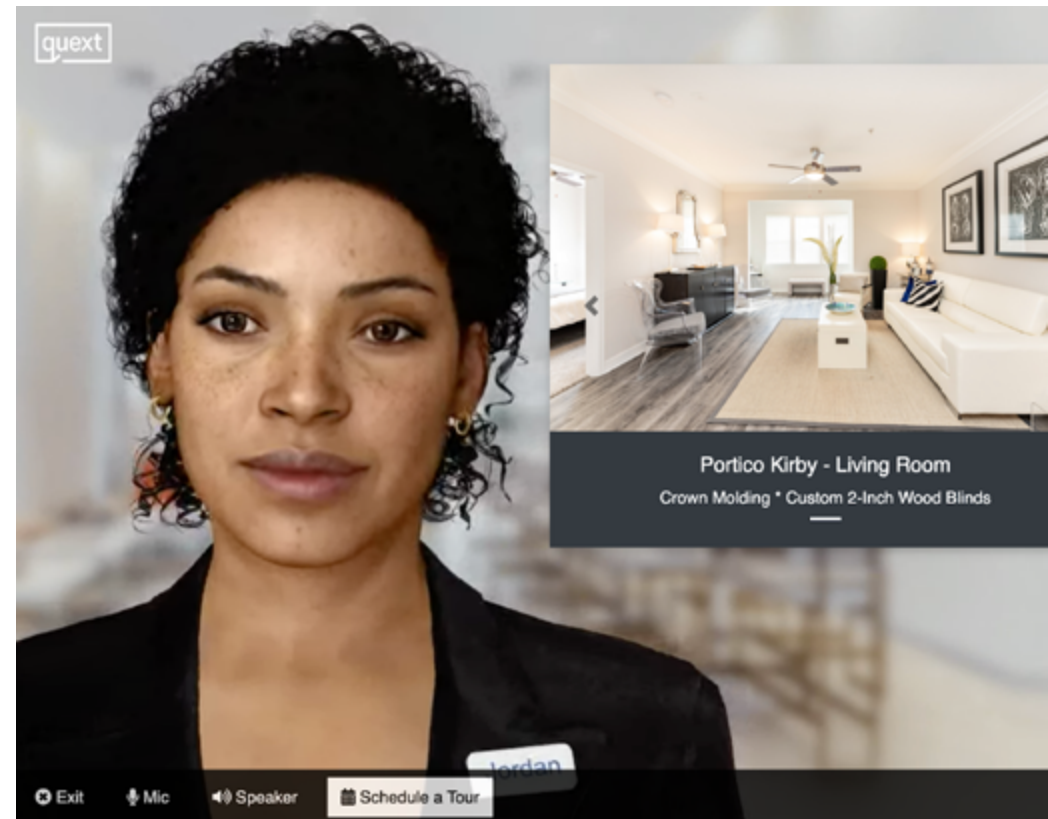 quext
Portico Kirby - Living Room
Crown Molding * Custom 2-Inch Wood Blinds
Jordan
Exit
Mic
Speaker
Schedule a Tour